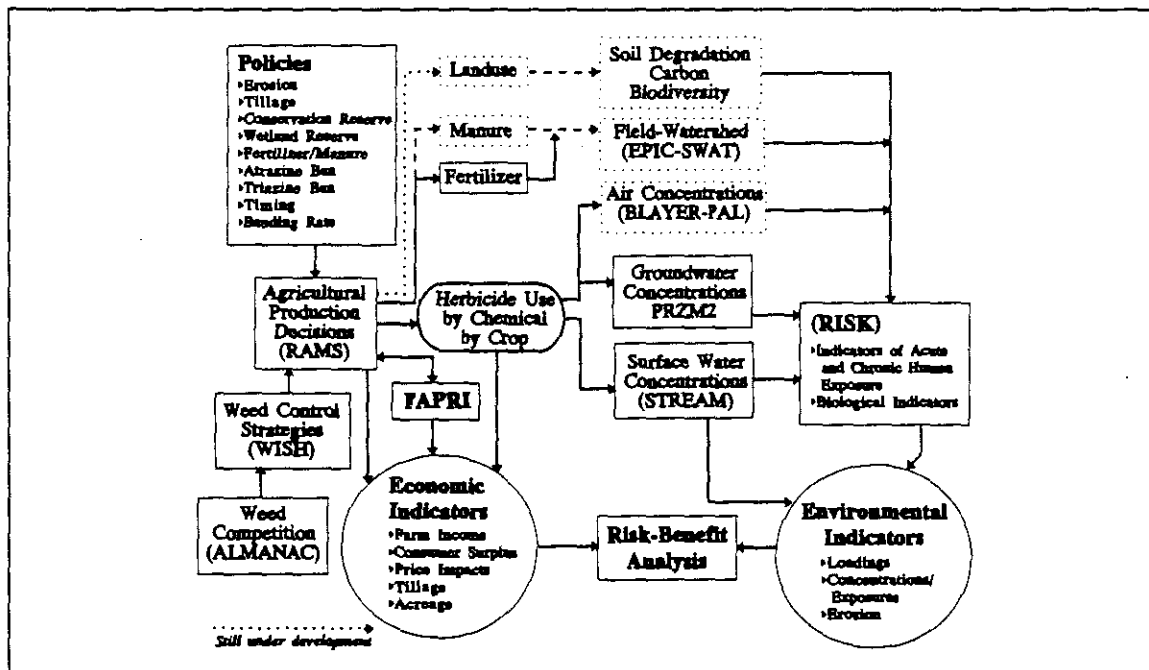 Policies
Erosion
Tillage
Conservation Reserve
Wetland Reserve
Fertilizer/Manure
Atrazine Ban
Triazine Ban
Timing
Banding Rate
Landuse
Manure
Fertilizer
Soil Degradation
Carbon
Biodiversity
Field-Watershed
(EPIC-SWAT)
Air Concentrations
(BLAYER-PAL)
Agricultural
Production
Decisions
(RAMS)
Herbicide Use
by Chemical
by Crop
Groundwater
Concentrations
PRZM2
Surface Water
Concentrations
(STREAM)
(RISK)
Indicators of Acute
and Chronic Human
Exposure
Biological Indicators
FAPRI
Weed Control
Strategies
(WISH)
Weed
Competition
(ALMANAC)
Economic
Indicators
Farm Income
Consumer Surplus
Price Impacts
Tillage
Acreage
Risk-Benefit
Analysis
Environmental
Indicators
Loadings
Concentrations/
Exposures
Erosion
Still under development